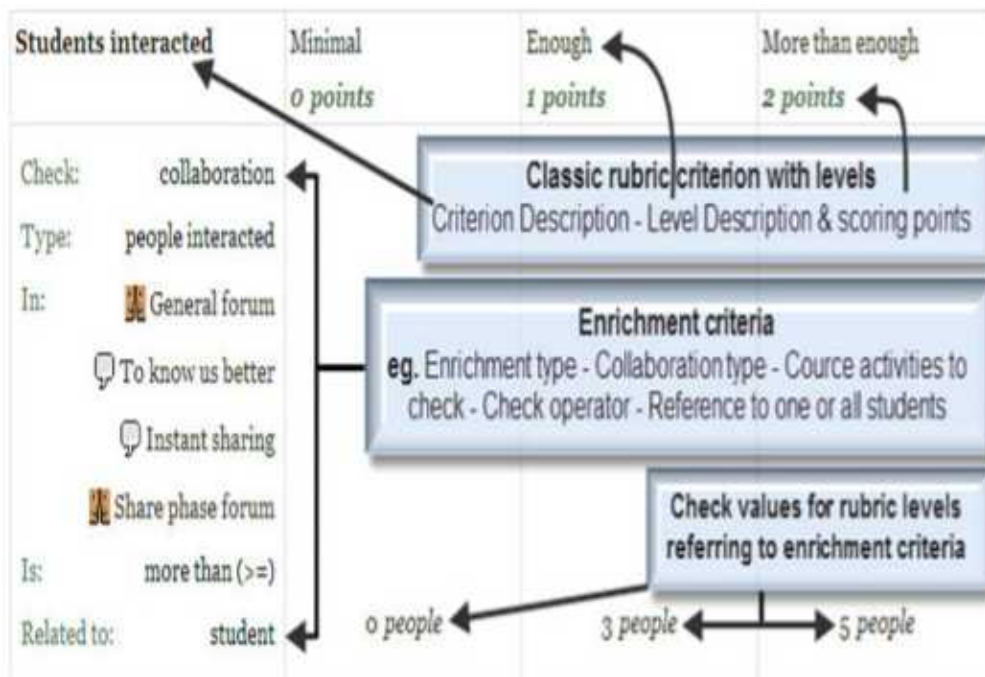 Students interacted
Minimal
Enough
More than enough
0 points
1 points
2 points
Classic rubric criterion with levels
Criterion Description - Level Description & scoring points
Check: collaboration
Type: people interacted
In: General forum
To know us better
Instant sharing
Share phase forum
Is: more than (>=)
Related to: student
Enrichment criteria
eg. Enrichment type - Collaboration type - Cource activities to
check - Check operator - Reference to one or all students
Check values for rubric levels
referring to enrichment criteria
0 people
3 people
5 people